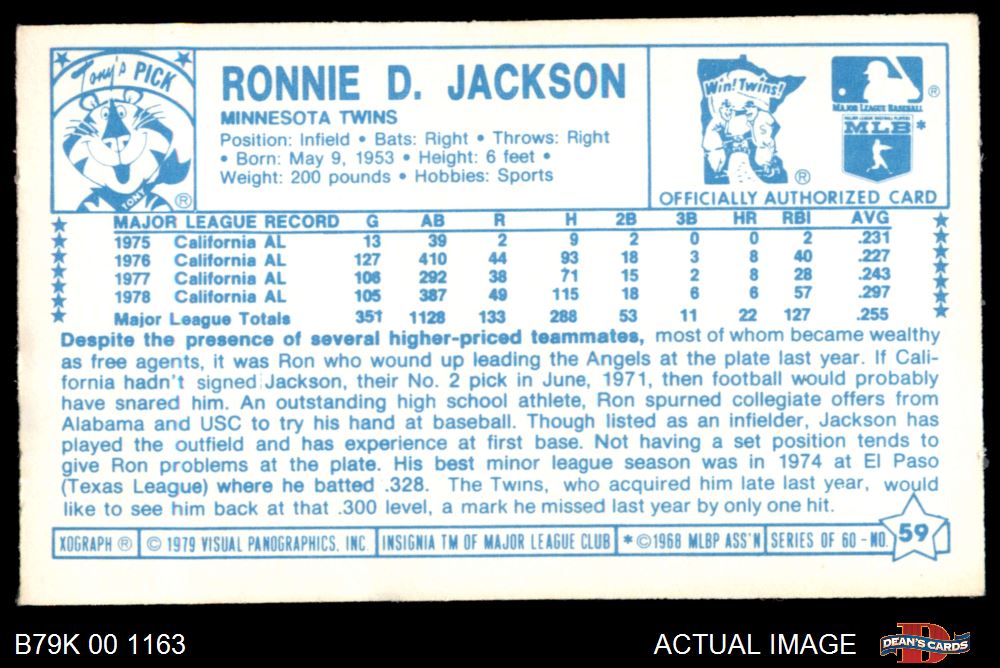 Tony's PICK
TONY
®
RONNIE D. JACKSON
MINNESOTA TWINS
Position: Infield • Bats: Right • Throws: Right
• Born: May 9, 1953 • Height: 6 feet •
Weight: 200 pounds • Hobbies: Sports
Win! Twins!
®
MAJOR LEAGUE BASEBALL ®
MAJOR LEAGUE BASEBALL PLAYERS
MLB *
OFFICIALLY AUTHORIZED CARD
MAJOR LEAGUE RECORD G AB R H 2B 3B HR RBI AVG
1975 California AL 13 39 2 9 2 0 0 2 .231
1976 California AL 127 410 44 93 18 3 8 40 .227
1977 California AL 106 292 38 71 15 2 8 28 .243
1978 California AL 105 387 49 115 18 6 6 57 .297
Major League Totals 351 1128 133 288 53 11 22 127 .255
Despite the presence of several higher-priced teammates, most of whom became wealthy
as free agents, it was Ron who wound up leading the Angels at the plate last year. If Cali-
fornia hadn't signed Jackson, their No. 2 pick in June, 1971, then football would probably
have snared him. An outstanding high school athlete, Ron spurned collegiate offers from
Alabama and USC to try his hand at baseball. Though listed as an infielder, Jackson has
played the outfield and has experience at first base. Not having a set position tends to
give Ron problems at the plate. His best minor league season was in 1974 at El Paso
(Texas League) where he batted .328. The Twins, who acquired him late last year, would
like to see him back at that .300 level, a mark he missed last year by only one hit.
XOGRAPH ® © 1979 VISUAL PANOGRAPHICS, INC INSIGNIA TM OF MAJOR LEAGUE CLUB * ©1968 MLBP ASS'N SERIES OF 60 - NO. 59
B79K 00 1163
ACTUAL IMAGE
D
DEAN'S CARDS